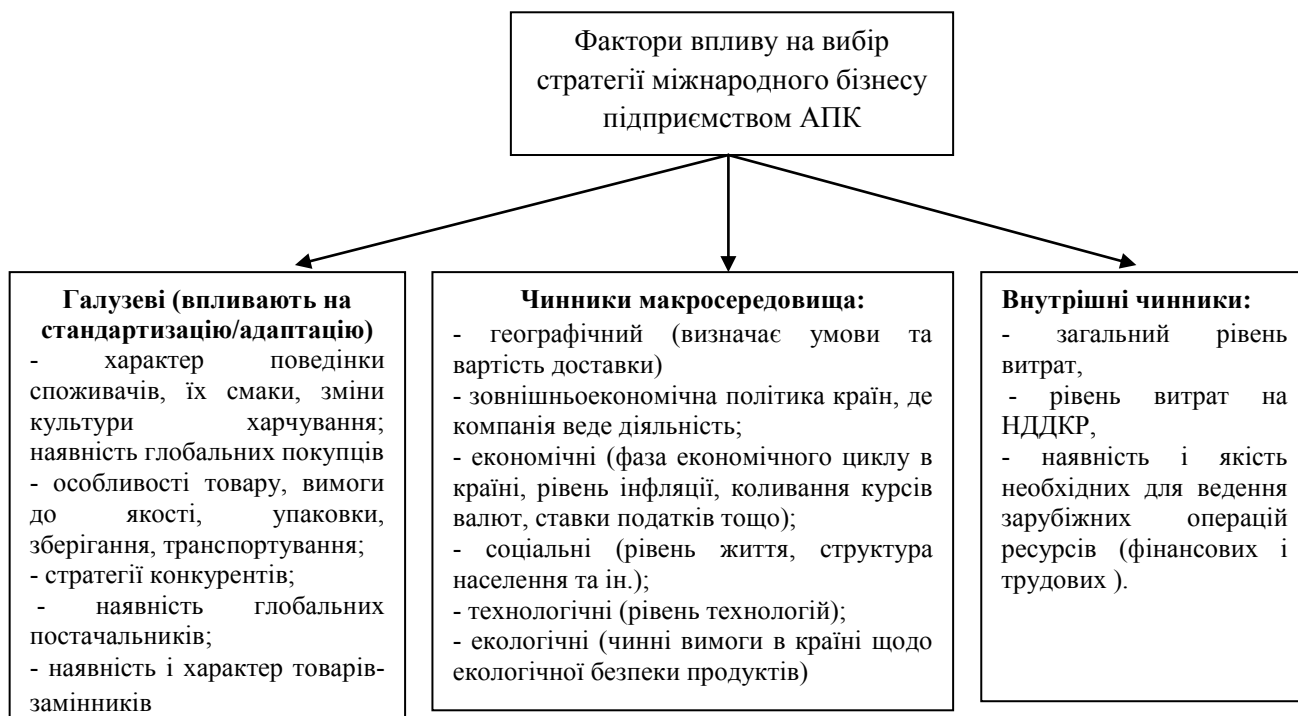 Фактори впливу на вибір
стратегії міжнародного бізнесу
підприємством АПК
Галузеві (впливають на
стандартизацію/адаптацію)
- характер поведінки
споживачів, їх смаки, зміни
культури харчування;
наявність глобальних покупців
- особливості товару, вимоги
до якості, упаковки,
зберігання, транспортування;
- стратегії конкурентів;
- наявність глобальних
постачальників;
- наявність і характер товарів-
замінників
Чинники макросередовища:
- географічний (визначає умови та
вартість доставки)
- зовнішньоекономічна політика країн, де
компанія веде діяльність;
- економічні (фаза економічного циклу в
країні, рівень інфляції, коливання курсів
валют, ставки податків тощо);
- соціальні (рівень життя, структура
населення та ін.);
- технологічні (рівень технологій);
- екологічні (чинні вимоги в країні щодо
екологічної безпеки продуктів)
Внутрішні чинники:
- загальний рівень
витрат,
- рівень витрат на
НДДКР,
- наявність і якість
необхідних для ведення
зарубіжних операцій
ресурсів (фінансових і
трудових ).